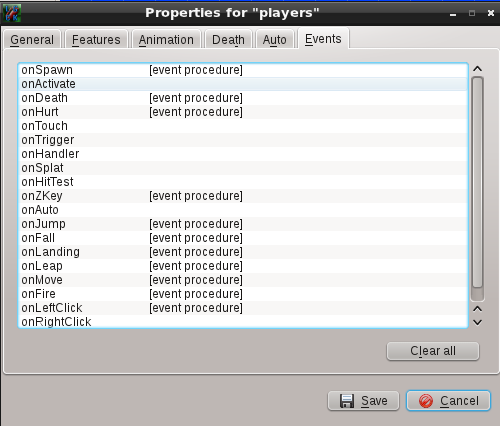 Properties for "players"
General Features Animation Death Auto Events
onSpawn [event procedure]
onActivate
onDeath [event procedure]
onHurt [event procedure]
onTouch
onTrigger
onHandler
onSplat
onHitTest
onZKey [event procedure]
onAuto
onJump [event procedure]
onFall [event procedure]
onLanding [event procedure]
onLeap [event procedure]
onMove [event procedure]
onFire [event procedure]
onLeftClick [event procedure]
onRightClick
Clear all
Save Cancel